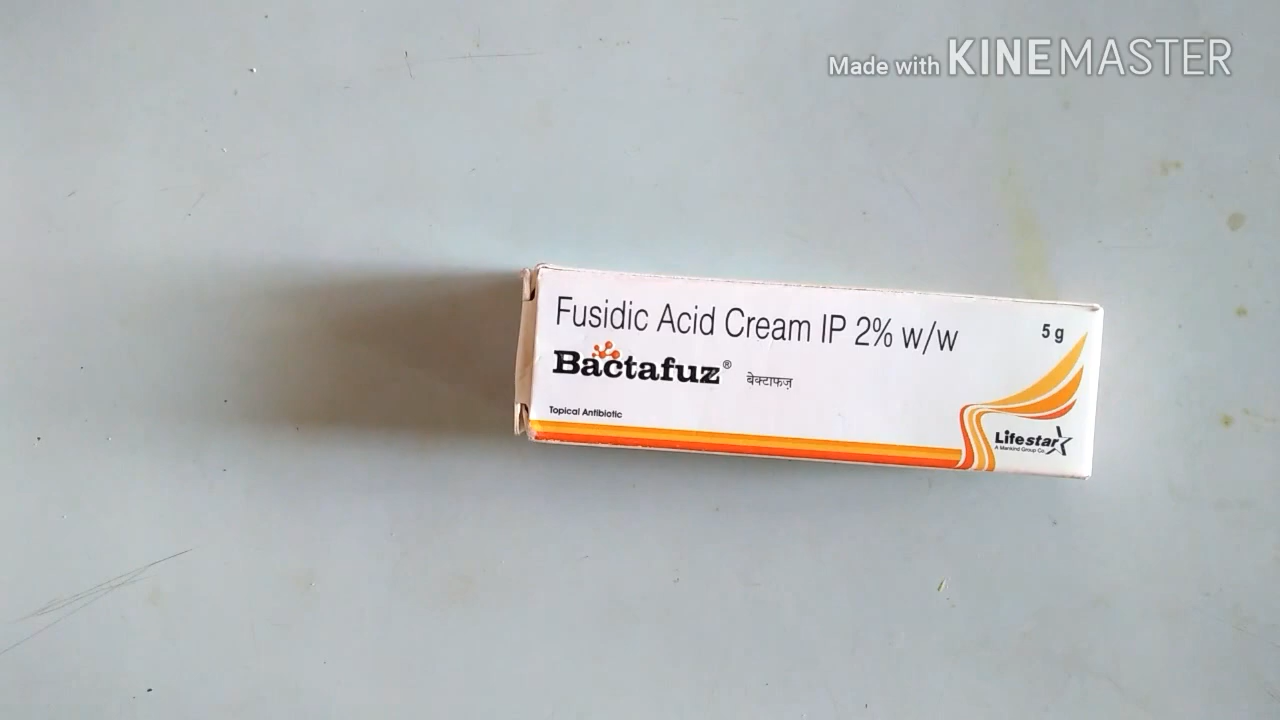 Made with KINEMASTER
Fusidic Acid Cream IP 2% w/w
5 g
Bactafuz® बेक्टाफज़
Topical Antibiotic
Lifestar
A Mankind Group Co.